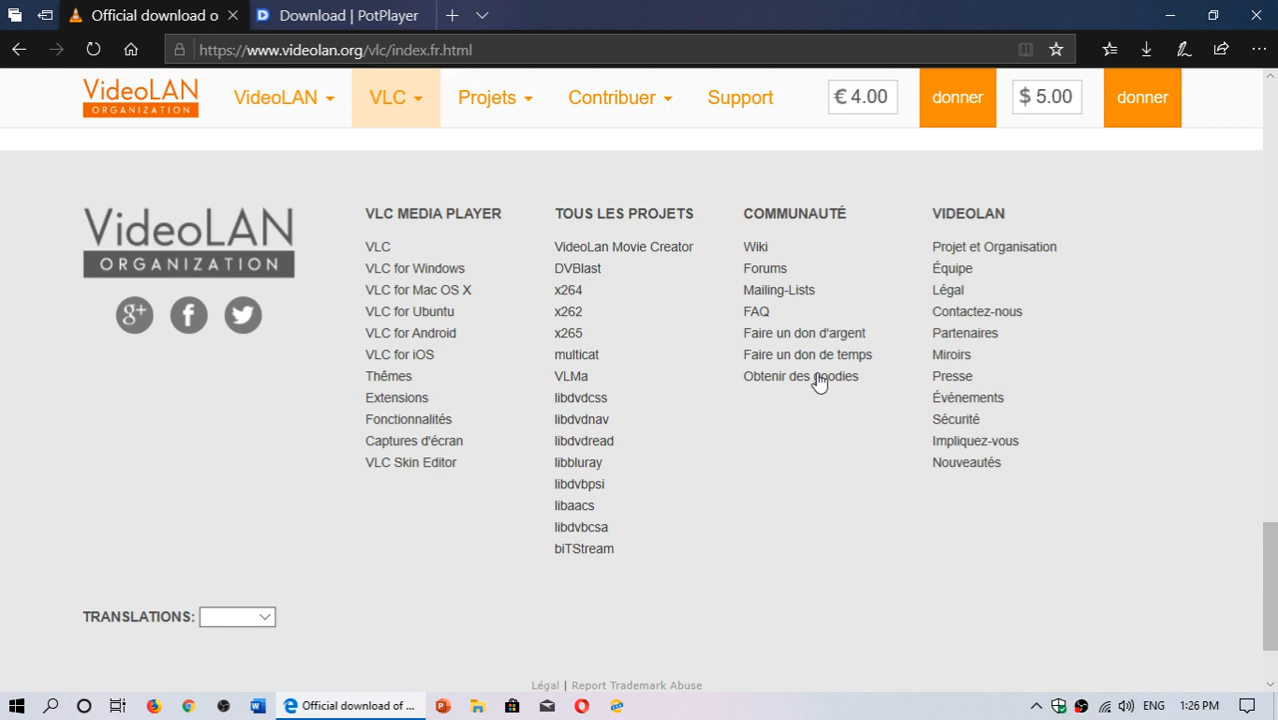 Official download o
Download | PotPlayer
https://www.videolan.org/vlc/index.fr.html
VideoLAN
ORGANIZATION
VideoLAN
VLC
Projets
Contribuer
Support
€ 4.00
donner
$ 5.00
donner
VideoLAN
ORGANIZATION
g+
f
VLC MEDIA PLAYER
VLC
VLC for Windows
VLC for Mac OS X
VLC for Ubuntu
VLC for Android
VLC for iOS
Thêmes
Extensions
Fonctionnalités
Captures d'écran
VLC Skin Editor
TOUS LES PROJETS
VideoLan Movie Creator
DVBlast
x264
x262
x265
multicat
VLMa
libdvdcss
libdvdnav
libdvdread
libbluray
libdvbpsi
libaacs
libdvbcsa
biTStream
COMMUNAUTÉ
Wiki
Forums
Mailing-Lists
FAQ
Faire un don d'argent
Faire un don de temps
Obtenir des goodies
VIDEOLAN
Projet et Organisation
Équipe
Légal
Contactez-nous
Partenaires
Miroirs
Presse
Événements
Sécurité
Impliquez-vous
Nouveautés
TRANSLATIONS:
Légal | Report Trademark Abuse
Official download of ...
ENG
1:26 PM